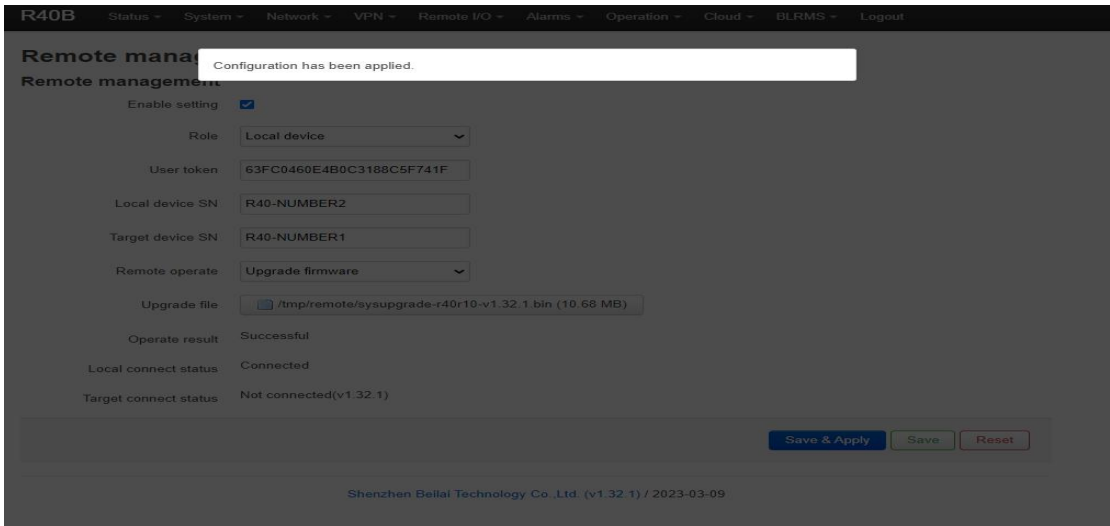 R40B Status System Network VPN Remote I/O Alarms Operation Cloud BLRMS Logout
Remote mana
Configuration has been applied.
Remote management
Enable setting
Role Local device
User token 63FC0460E4B0C3188C5F741F
Local device SN R40-NUMBER2
Target device SN R40-NUMBER1
Remote operate Upgrade firmware
Upgrade file /tmp/remote/sysupgrade-r40r10-v1.32.1.bin (10.68 MB)
Operate result Successful
Local connect status Connected
Target connect status Not connected(v1.32.1)
Save & Apply Save Reset
Shenzhen Beilai Technology Co.,Ltd. (v1.32.1) / 2023-03-09